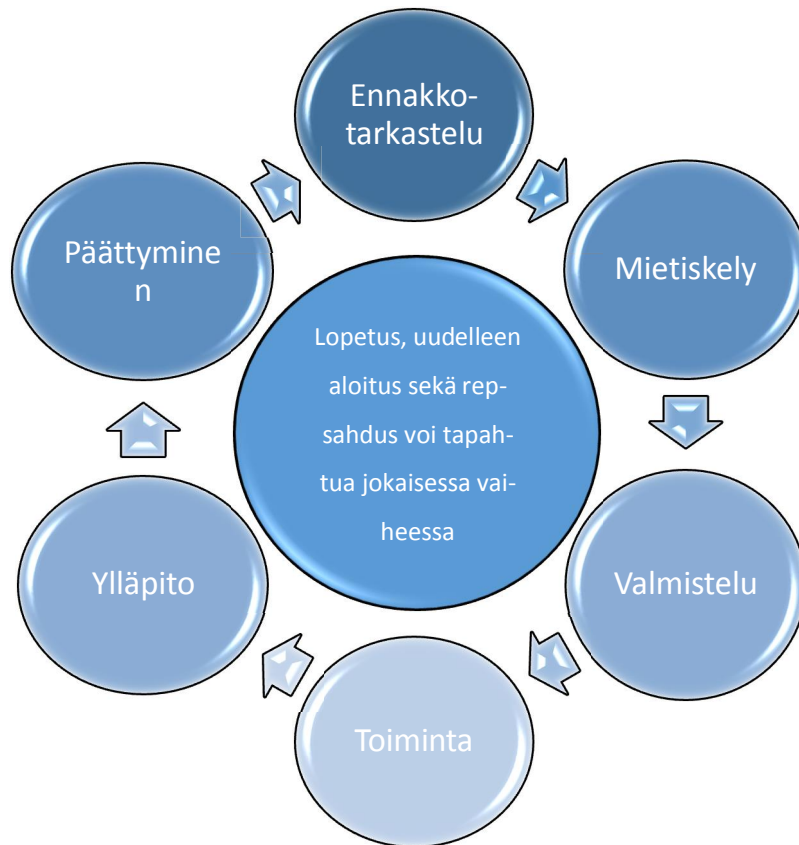 Ennakko-
tarkastelu
Mietiskely
Valmistelu
Toiminta
Ylläpito
Päättymine
n
Lopetus, uudelleen
aloitus sekä rep-
sahdus voi tapah-
tua jokaisessa vai-
heessa